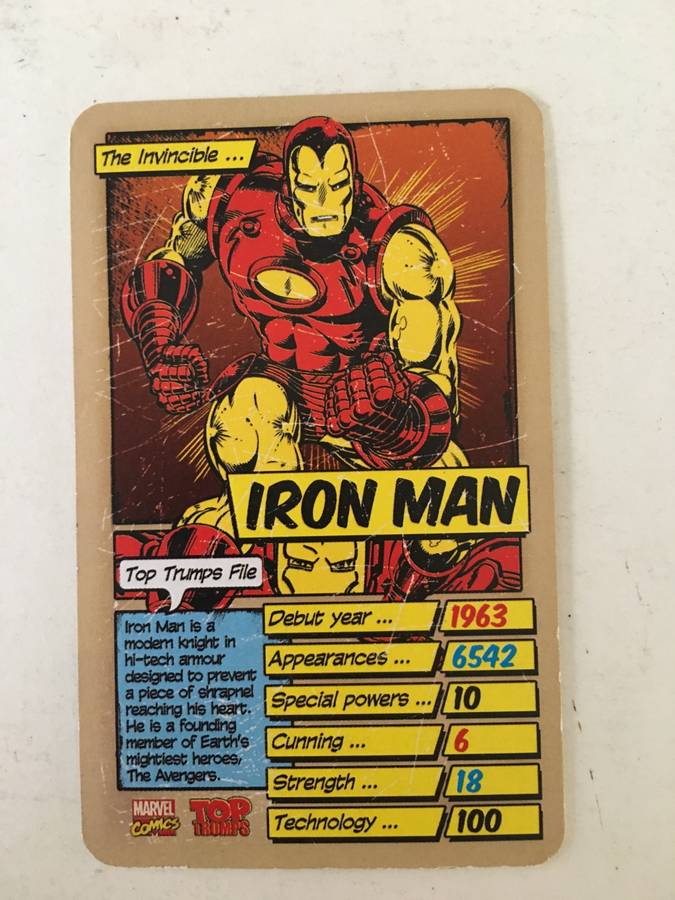 The Invincible ...
IRON MAN
Top Trumps File
Iron Man is a
modern knight in
hi-tech armour
designed to prevent
a piece of shrapnel
reaching his heart.
He is a founding
member of Earth's
mightiest heroes,
The Avengers.
Debut year ... 1963
Appearances ... 6542
Special powers ... 10
Cunning ... 6
Strength ... 18
Technology ... 100
MARVEL
COMICS
TOP
TRUMPS